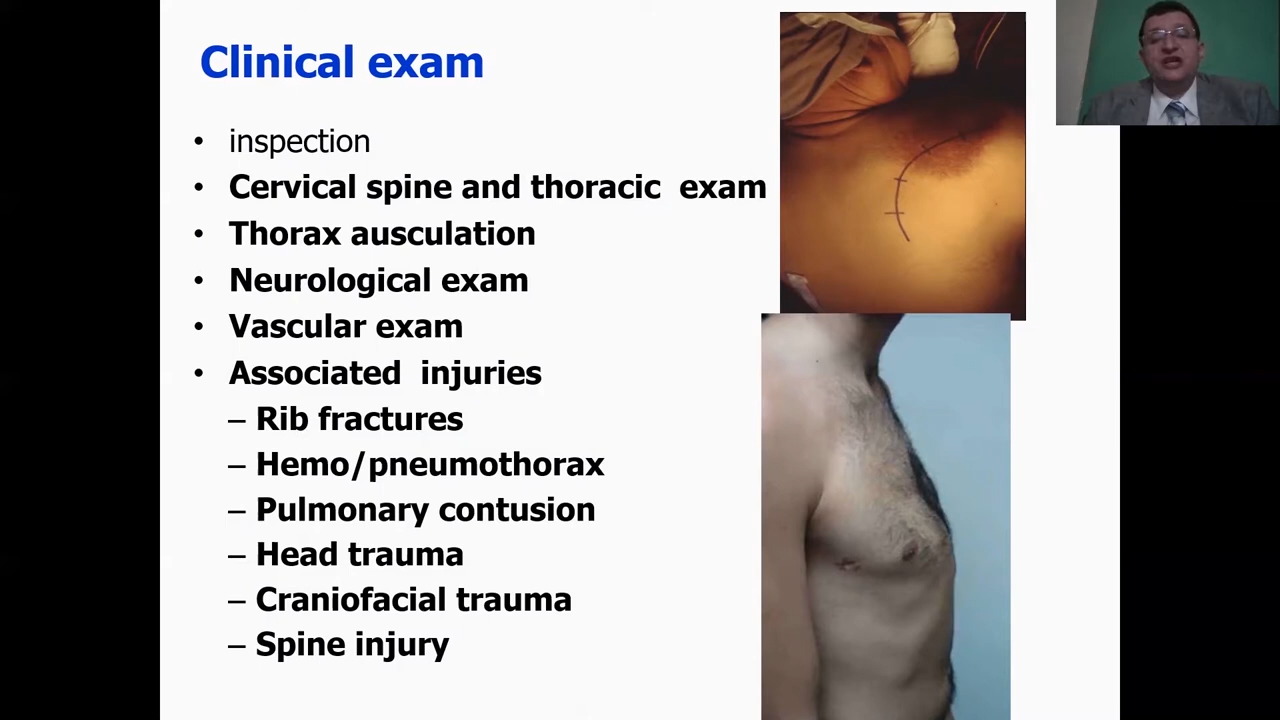 Clinical exam
• inspection
• Cervical spine and thoracic exam
• Thorax ausculation
• Neurological exam
• Vascular exam
• Associated injuries
– Rib fractures
– Hemo/pneumothorax
– Pulmonary contusion
– Head trauma
– Craniofacial trauma
– Spine injury